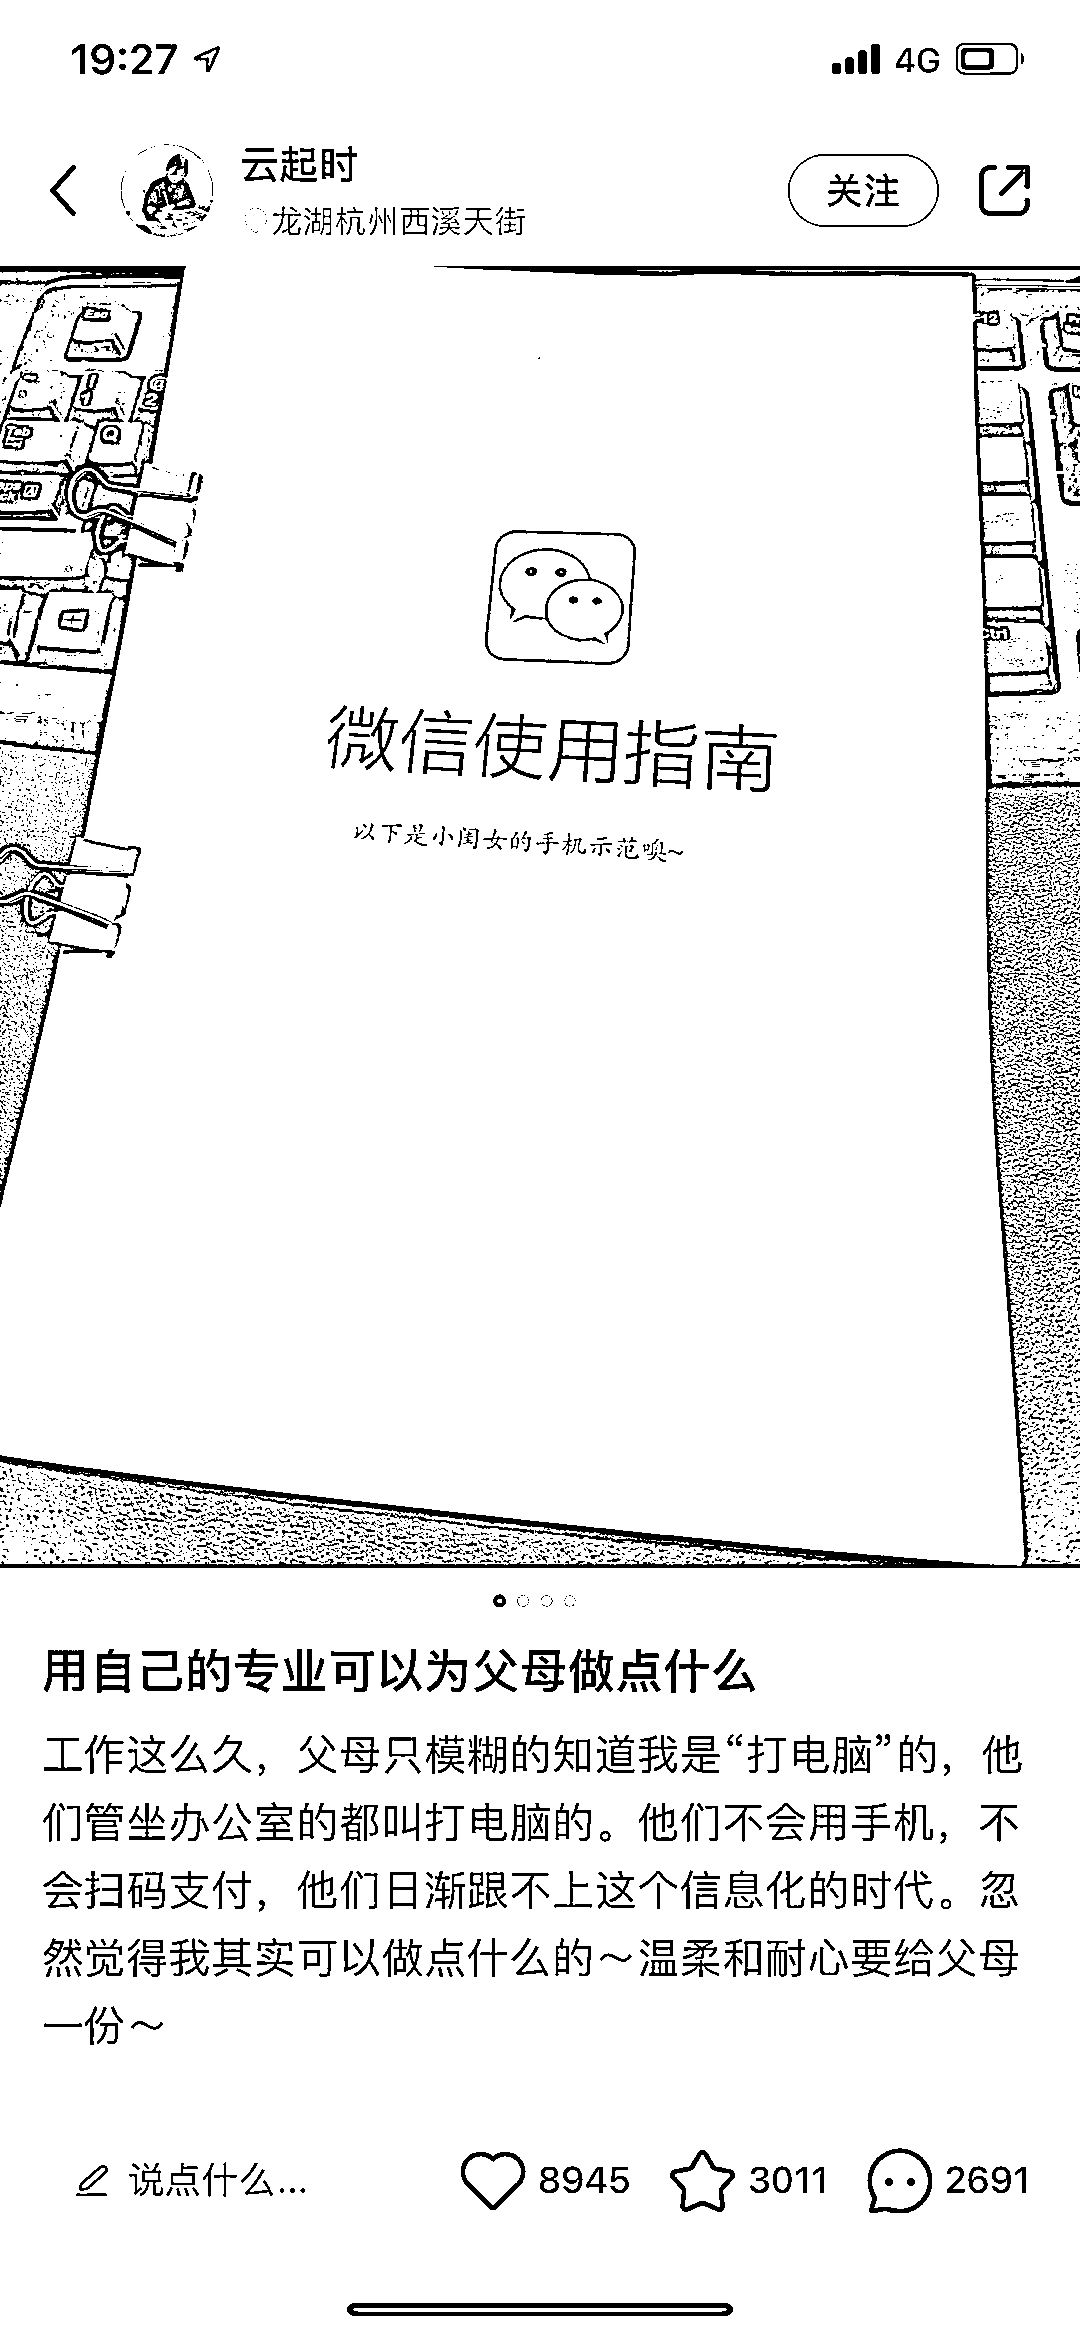 19:27
4G
云起时
龙湖杭州西溪天街
关注
微信使用指南
以下是小闺女的手机示范噢~
用自己的专业可以为父母做点什么
工作这么久，父母只模糊的知道我是“打电脑”的，他
们管坐办公室的都叫打电脑的。他们不会用手机，不
会扫码支付，他们日渐跟不上这个信息化的时代。忽
然觉得我其实可以做点什么的～温柔和耐心要给父母
一份～
说点什么...
8945
3011
2691